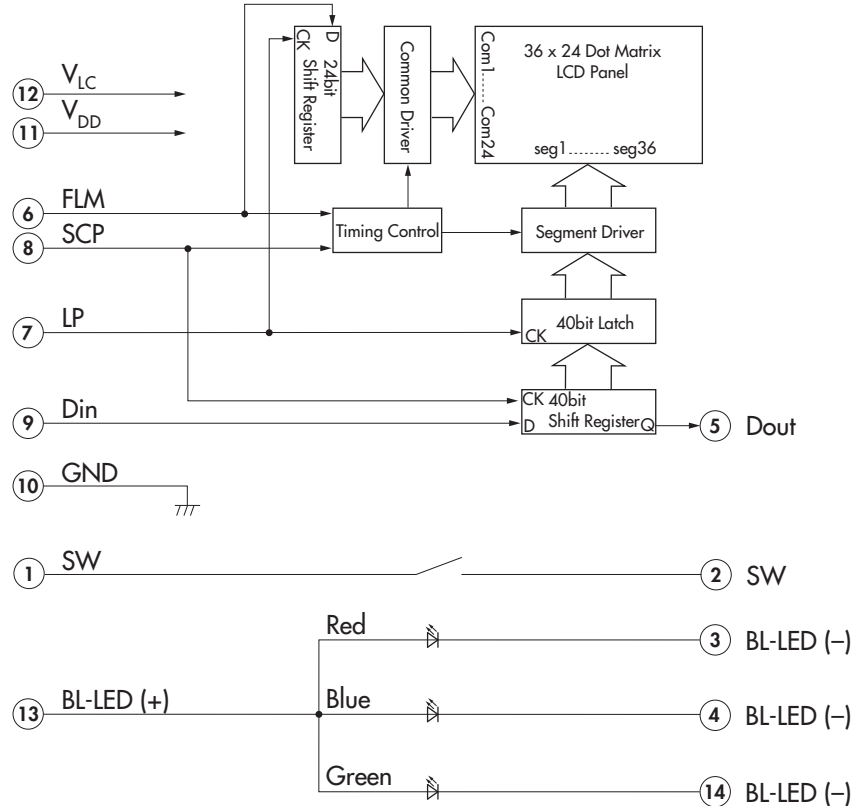 D
CK
24bit
Shift Register
Common Driver
Com1...... Com24
36 x 24 Dot Matrix
LCD Panel
seg1......... seg36
12 VLC
11 VDD
6 FLM
8 SCP
Timing Control
Segment Driver
7 LP
40bit Latch
CK
9 Din
CK 40bit
Shift Register
D
Q
5 Dout
10 GND
1 SW
2 SW
Red
3 BL-LED (–)
13 BL-LED (+)
Blue
4 BL-LED (–)
Green
14 BL-LED (–)